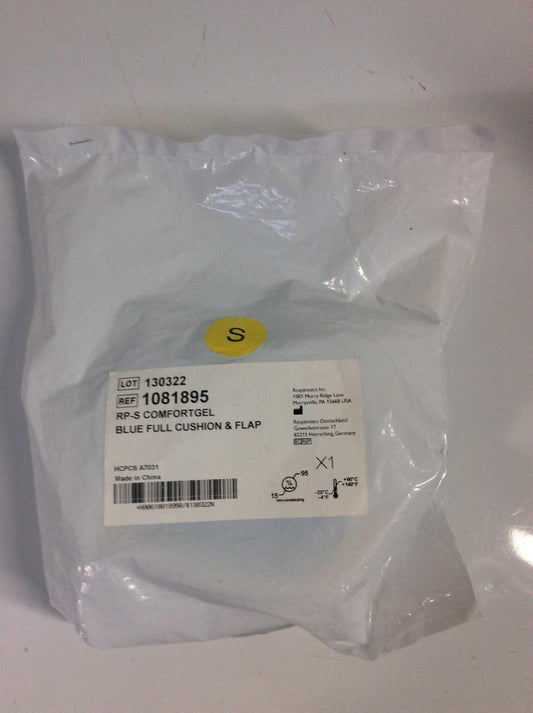 S
LOT 130322
REF 1081895
RP-S COMFORTGEL
BLUE FULL CUSHION & FLAP
HCPCS A7031
Made in China
Respironics Inc.
1001 Murry Ridge Lane
Murrysville, PA 15668 USA
Respironics Deutschland
Gewerbestrasse 17
82211 Herrsching, Germany
X1
95
%
15
non-condensing
+60°C
+140°F
-20°C
-4°F